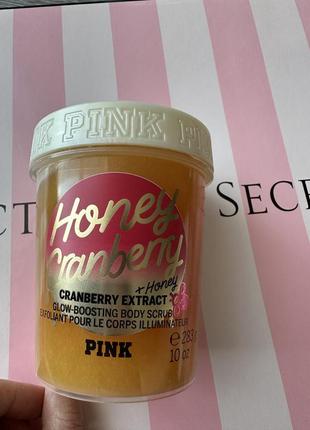 K PINK PI
CT
SECRE
Honey
Cranberry
+ Honey
CRANBERRY EXTRACT
GLOW-BOOSTING BODY SCRUB
EXFOLIANT POUR LE CORPS ILLUMINATEUR
PINK
e 283 g
10 oz